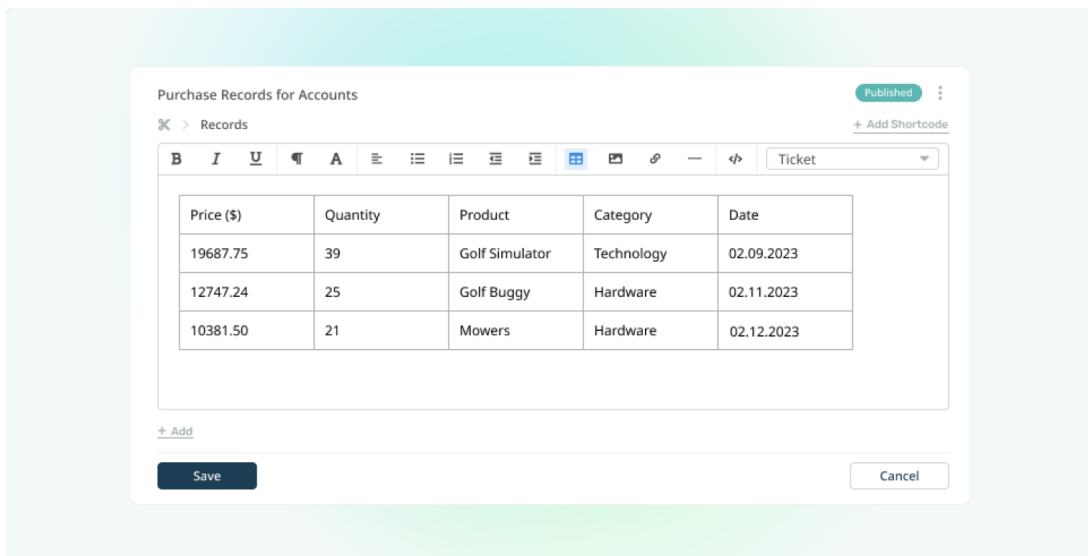 Purchase Records for Accounts
Published
Records
+ Add Shortcode
B I U ¶ A </> Ticket
Price ($) Quantity Product Category Date
19687.75 39 Golf Simulator Technology 02.09.2023
12747.24 25 Golf Buggy Hardware 02.11.2023
10381.50 21 Mowers Hardware 02.12.2023
+ Add
Save Cancel